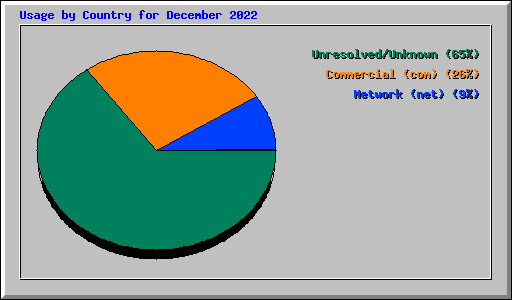 Usage by Country for December 2022
Unresolved/Unknown (65%)
Commercial (com) (26%)
Network (net) (9%)